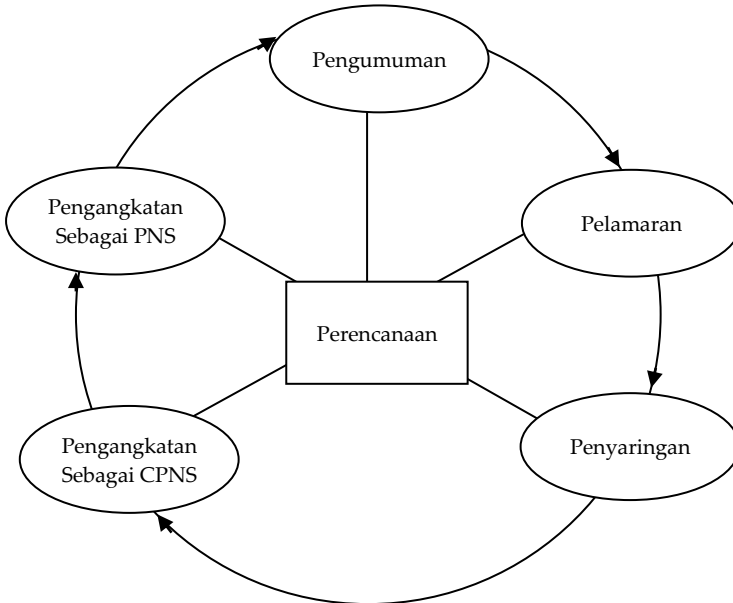 Pengumuman
Pelamaran
Penyaringan
Pengangkatan
Sebagai CPNS
Pengangkatan
Sebagai PNS
Perencanaan